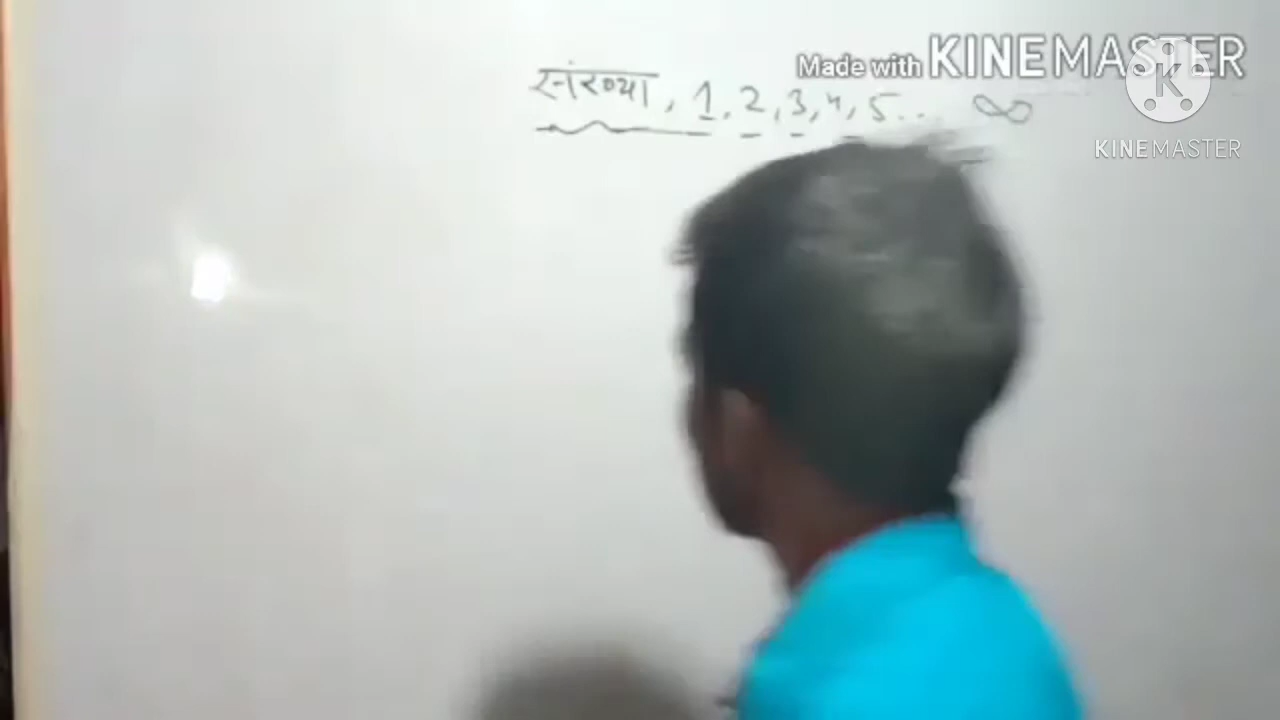 Made with KINEMASTER
संख्या, 1, 2, 3, 4, 5... ∞
K
KINEMASTER